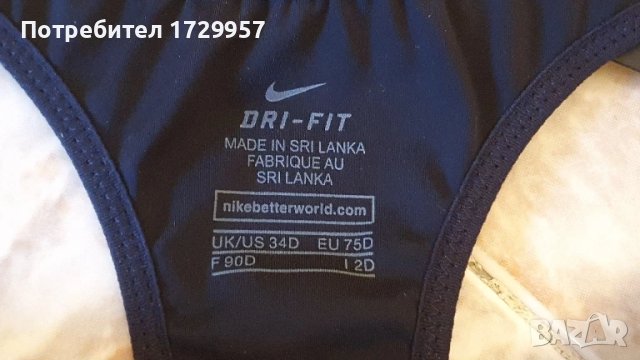 Потребител 1729957
DRI-FIT
MADE IN SRI LANKA
FABRIQUE AU
SRI LANKA
nikebetterworld.com
UK/US 34D EU 75D
F 90D I 2D
BAZAR